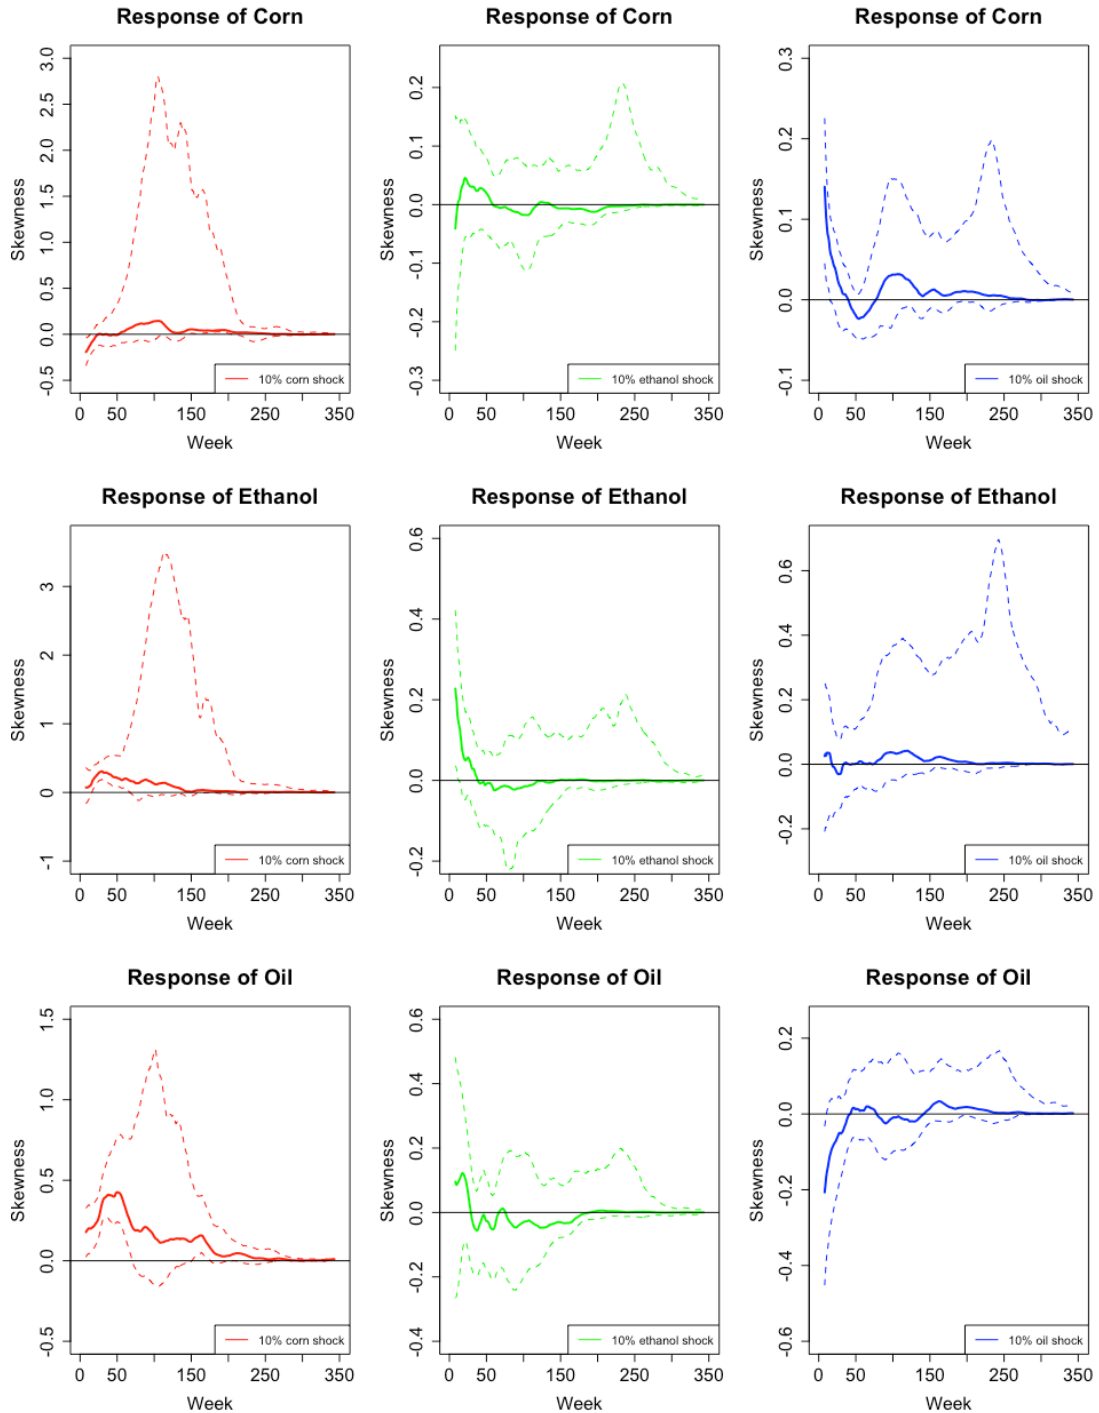 Response of Corn
Skewness
3.0
2.5
2.0
1.5
1.0
0.5
0.0
-0.5
10% corn shock
0 50 150 250 350
Week
Response of Corn
Skewness
0.2
0.1
0.0
-0.1
-0.2
-0.3
10% ethanol shock
0 50 150 250 350
Week
Response of Corn
Skewness
0.3
0.2
0.1
0.0
-0.1
10% oil shock
0 50 150 250 350
Week
Response of Ethanol
Skewness
3
2
1
0
-1
10% corn shock
0 50 150 250 350
Week
Response of Ethanol
Skewness
0.6
0.4
0.2
0.0
-0.2
10% ethanol shock
0 50 150 250 350
Week
Response of Ethanol
Skewness
0.6
0.4
0.2
0.0
-0.2
10% oil shock
0 50 150 250 350
Week
Response of Oil
Skewness
1.5
1.0
0.5
0.0
-0.5
10% corn shock
0 50 150 250 350
Week
Response of Oil
Skewness
0.6
0.4
0.2
0.0
-0.2
-0.4
10% ethanol shock
0 50 150 250 350
Week
Response of Oil
Skewness
0.2
0.0
-0.2
-0.4
-0.6
10% oil shock
0 50 150 250 350
Week